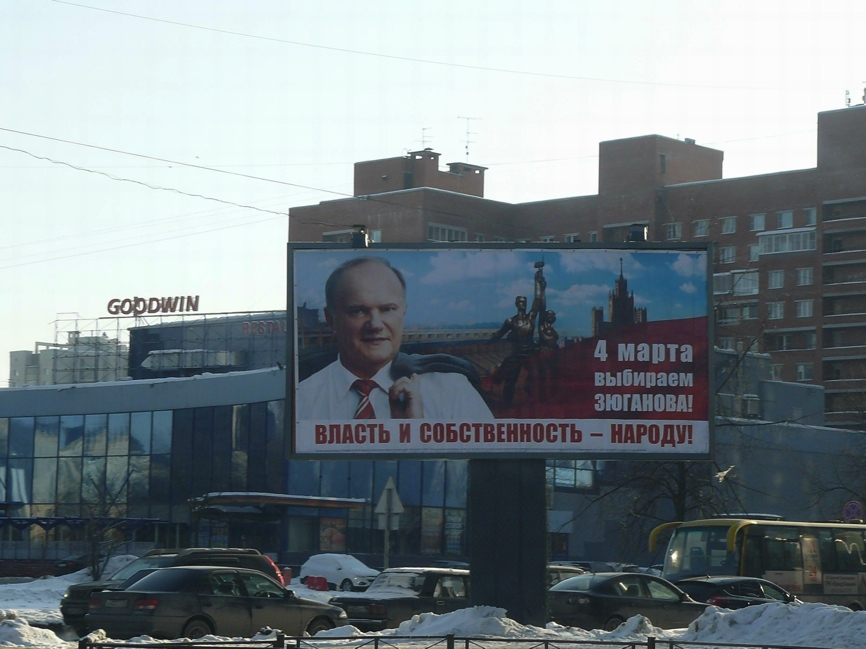 GOODWIN
4 марта
выбираем
ЗЮГАНОВА!
ВЛАСТЬ И СОБСТВЕННОСТЬ – НАРОДУ!